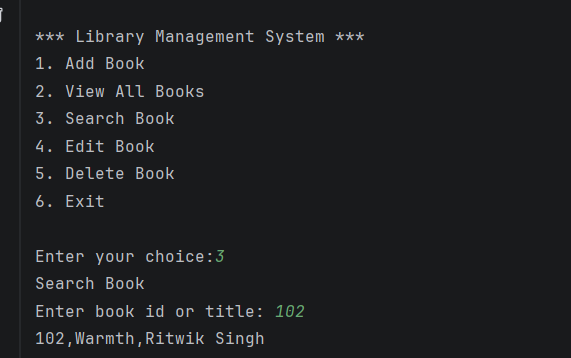 *** Library Management System ***
1. Add Book
2. View All Books
3. Search Book
4. Edit Book
5. Delete Book
6. Exit
Enter your choice:3
Search Book
Enter book id or title: 102
102,Warmth,Ritwik Singh